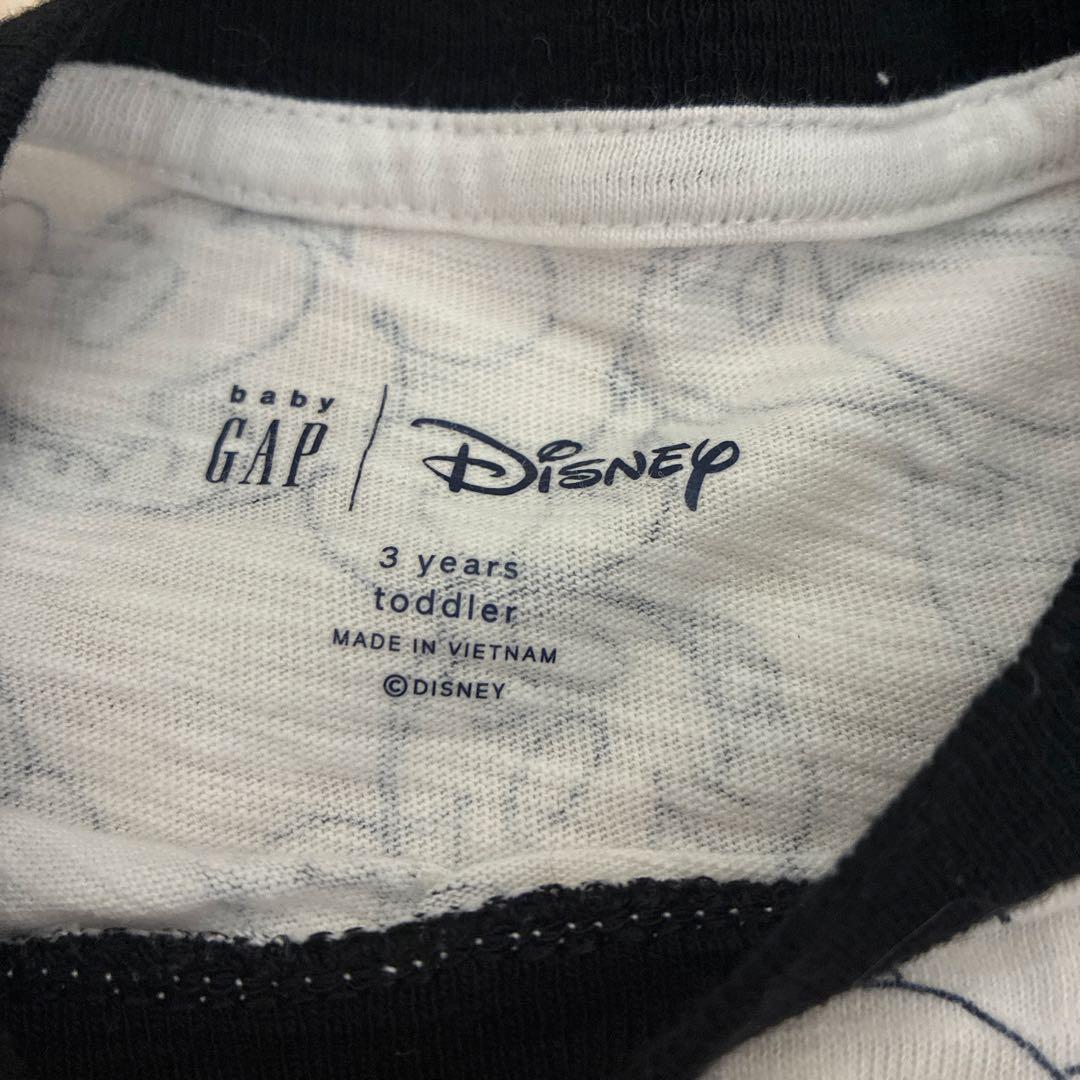 baby
GAP | Disney
3 years
toddler
MADE IN VIETNAM
©DISNEY